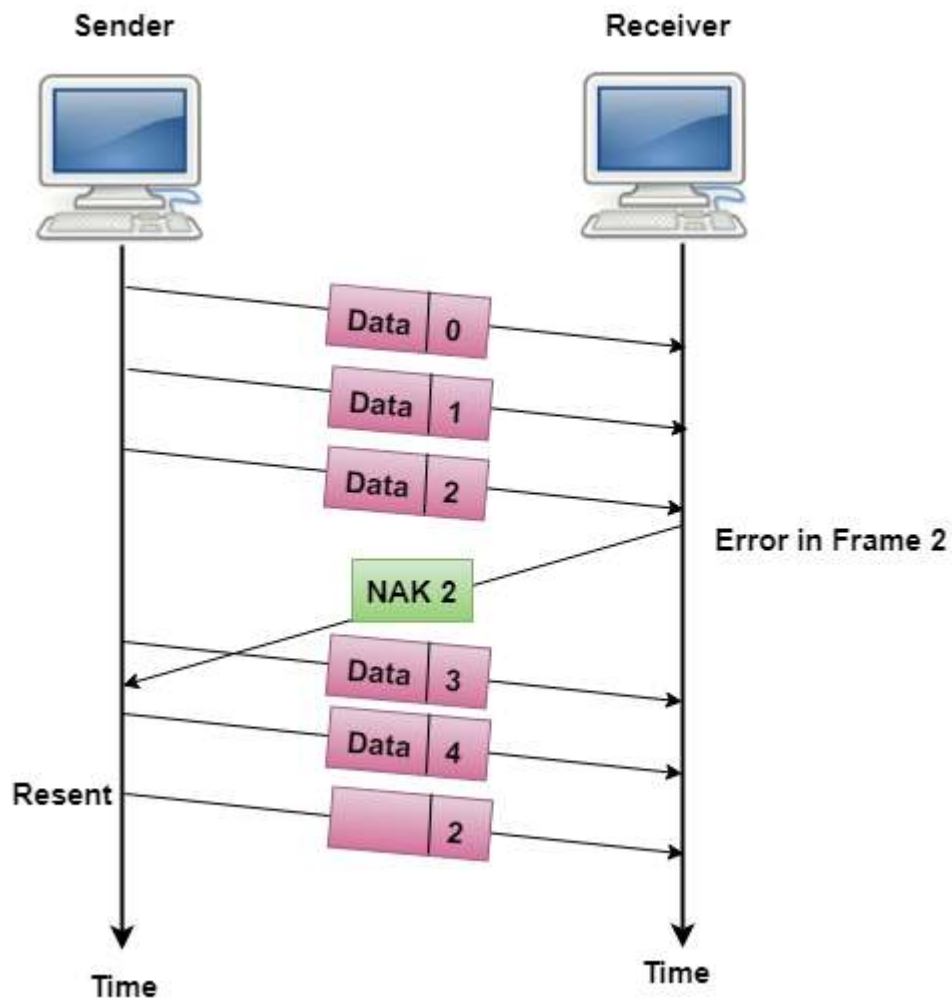 Sender
Receiver
Data 0
Data 1
Data 2
Error in Frame 2
NAK 2
Data 3
Data 4
Resent
2
Time
Time